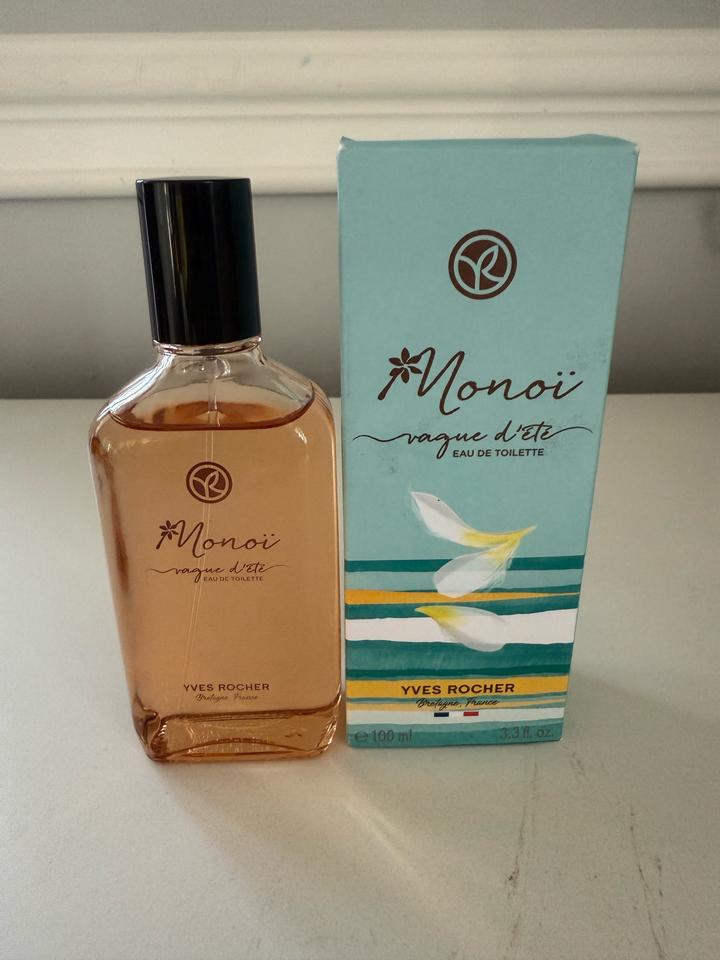 Monoï
vague d'été
EAU DE TOILETTE
YVES ROCHER
Bretagne, France
Monoï
vague d'été
EAU DE TOILETTE
YVES ROCHER
Bretagne, France
℮ 100 ml 3.3 fl. oz.